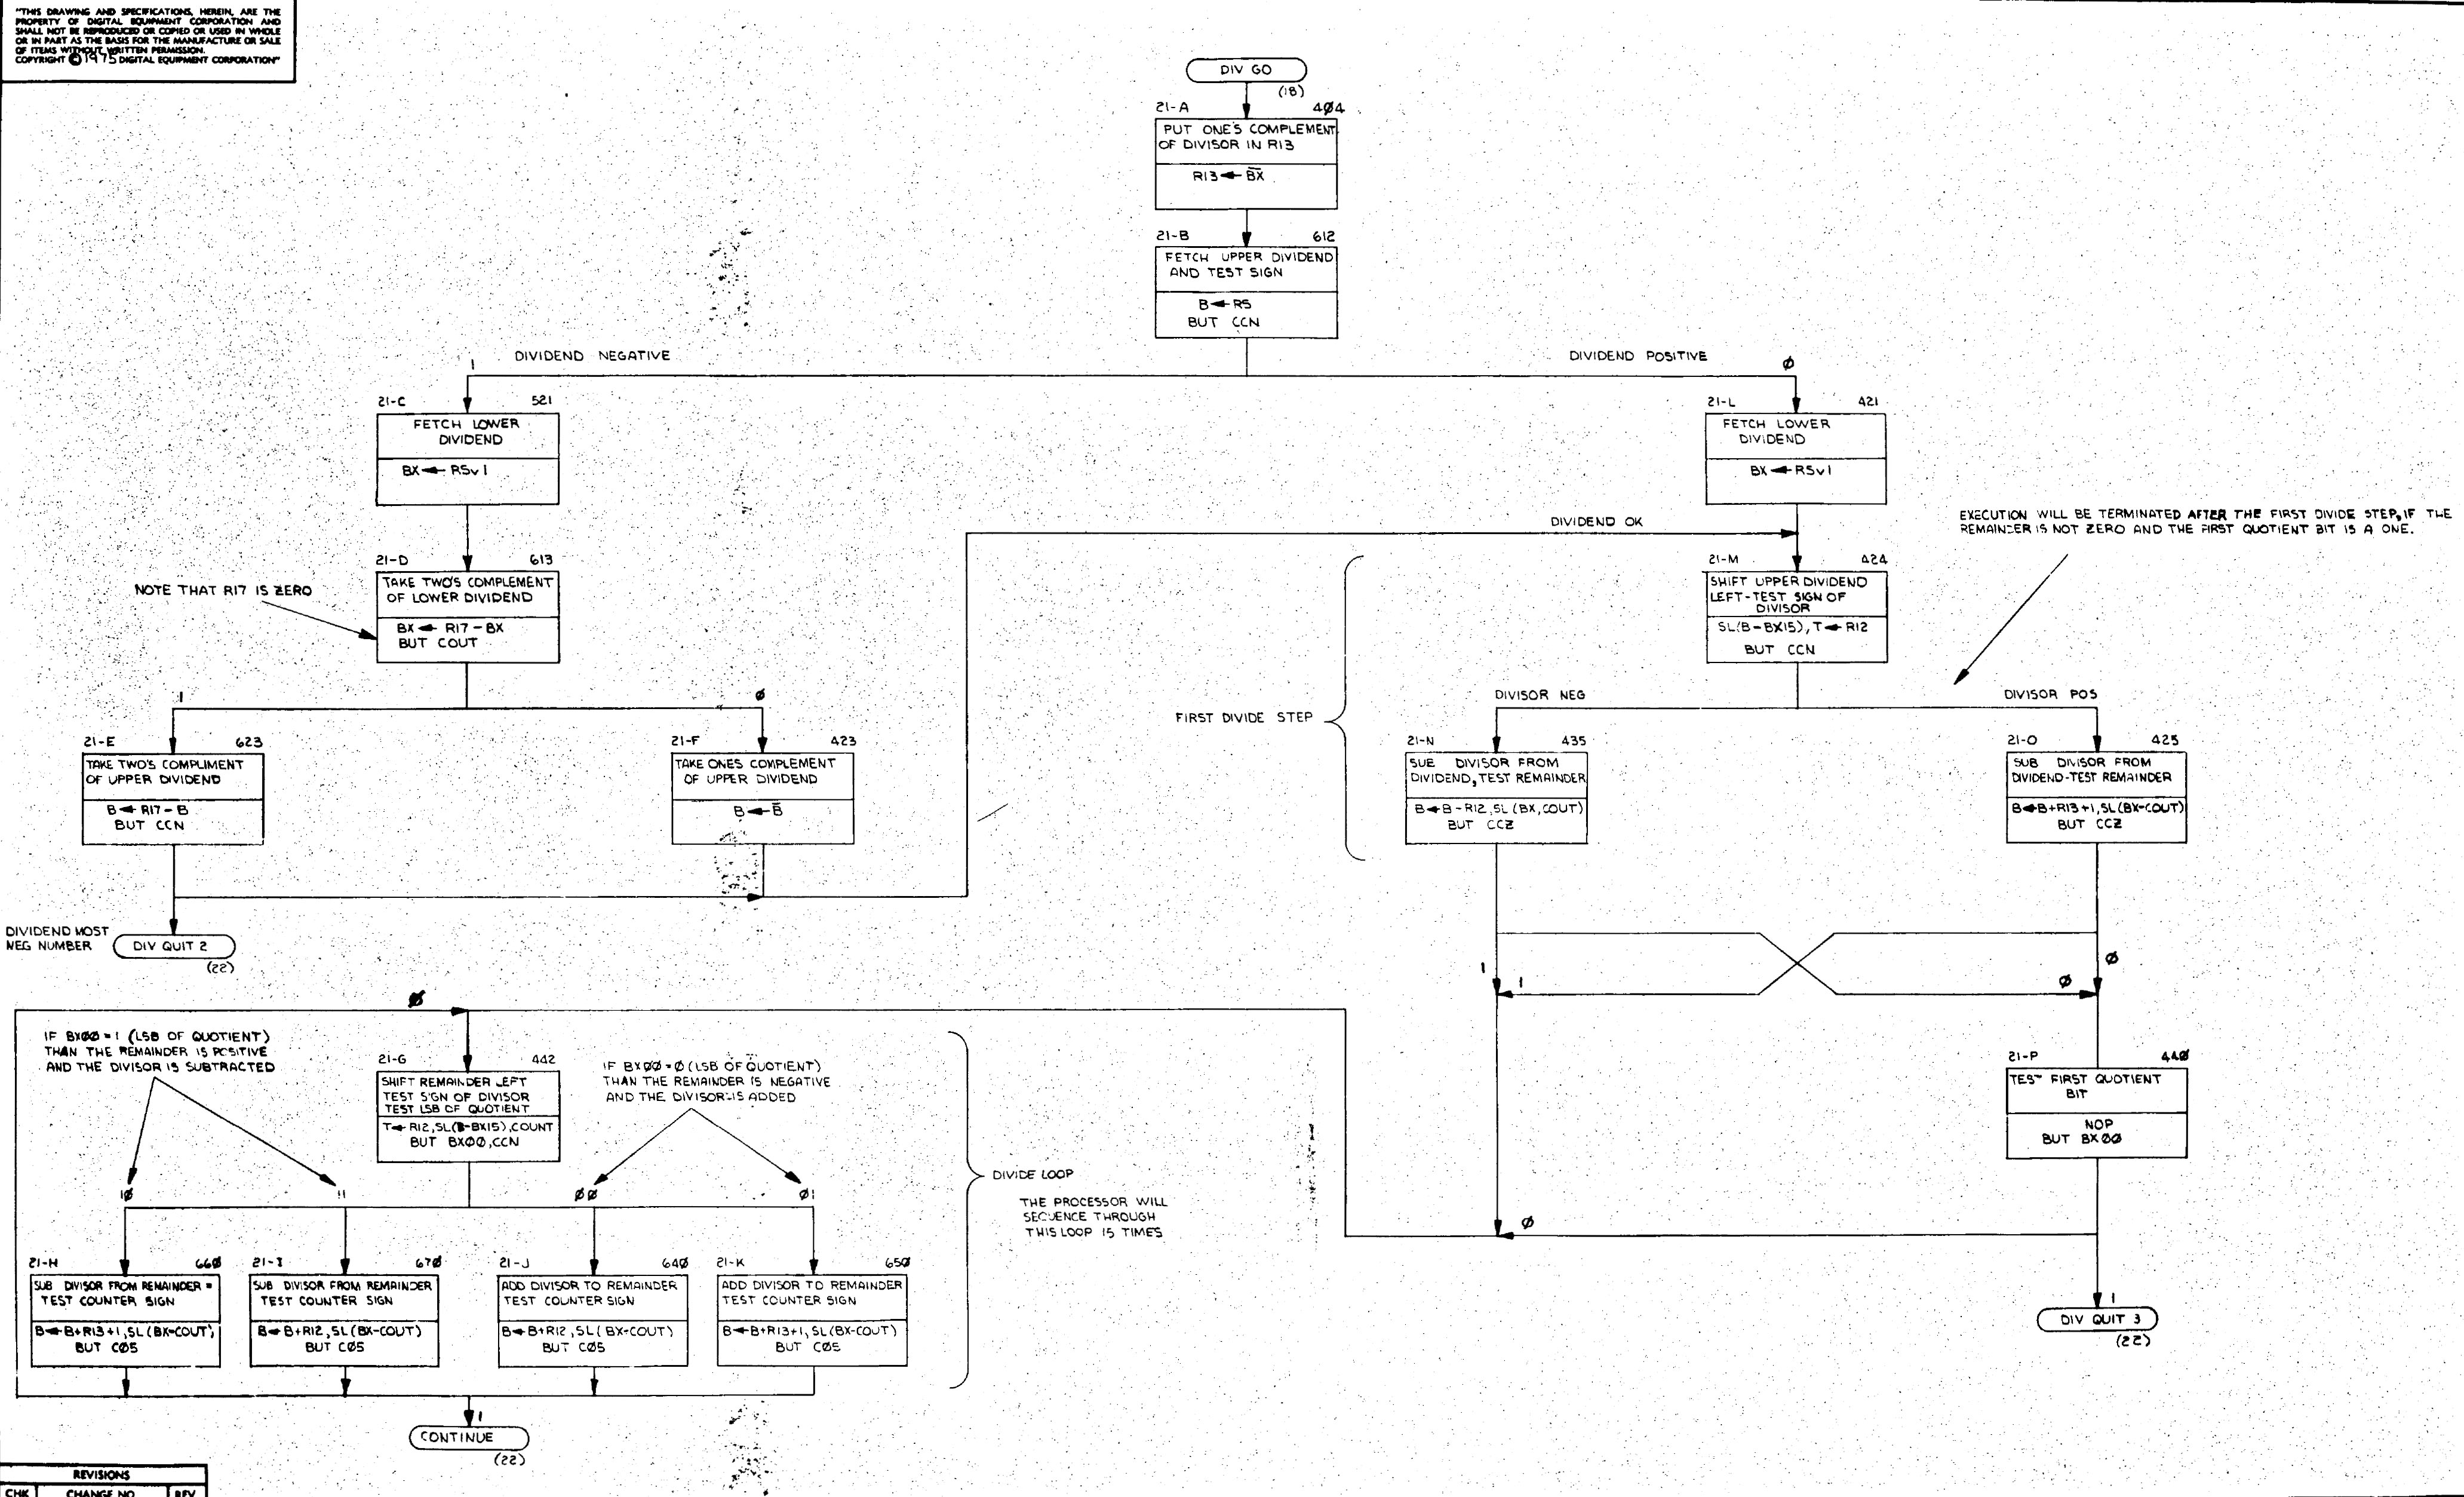 "THIS DRAWING AND SPECIFICATIONS, HEREIN, ARE THE
PROPERTY OF DIGITAL EQUIPMENT CORPORATION AND
SHALL NOT BE REPRODUCED OR COPIED OR USED IN WHOLE
OR IN PART AS THE BASIS FOR THE MANUFACTURE OR SALE
OF ITEMS WITHOUT WRITTEN PERMISSION.
COPYRIGHT © 1975 DIGITAL EQUIPMENT CORPORATION"
DIV GO
(18)
21-A 4Ø4
PUT ONE'S COMPLEMENT
OF DIVISOR IN R13
R13 ← B̅X̅
21-B 612
FETCH UPPER DIVIDEND
AND TEST SIGN
B ← RS
BUT CCN
1 DIVIDEND NEGATIVE
DIVIDEND POSITIVE Ø
21-C 521
FETCH LOWER
DIVIDEND
BX ← RSv1
21-L 421
FETCH LOWER
DIVIDEND
BX ← RSv1
DIVIDEND OK
EXECUTION WILL BE TERMINATED AFTER THE FIRST DIVIDE STEP, IF THE
REMAINDER IS NOT ZERO AND THE FIRST QUOTIENT BIT IS A ONE.
NOTE THAT R17 IS ZERO
21-D 613
TAKE TWO'S COMPLEMENT
OF LOWER DIVIDEND
BX ← R17 - BX
BUT COUT
21-M 424
SHIFT UPPER DIVIDEND
LEFT-TEST SIGN OF
DIVISOR
SL(B-BX15), T ← R12
BUT CCN
1
Ø
FIRST DIVIDE STEP
DIVISOR NEG
DIVISOR POS
21-E 623
TAKE TWO'S COMPLIMENT
OF UPPER DIVIDEND
B ← R17 - B
BUT CCN
21-F 423
TAKE ONES COMPLEMENT
OF UPPER DIVIDEND
B ← B̅
21-N 435
SUB DIVISOR FROM
DIVIDEND, TEST REMAINDER
B ← B - R12, SL (BX, COUT)
BUT CCZ
21-O 425
SUB DIVISOR FROM
DIVIDEND-TEST REMAINDER
B ← B+R13+1, SL (BX-COUT)
BUT CCZ
DIVIDEND MOST
NEG NUMBER
DIV QUIT 2
(22)
1
1
Ø
Ø
Ø
IF BXØØ = 1 (LSB OF QUOTIENT)
THAN THE REMAINDER IS POSITIVE
AND THE DIVISOR IS SUBTRACTED
21-G 442
SHIFT REMAINDER LEFT
TEST SIGN OF DIVISOR
TEST LSB OF QUOTIENT
T ← R12, SL(B-BX15), COUNT
BUT BXØØ, CCN
IF BXØØ = Ø (LSB OF QUOTIENT)
THAN THE REMAINDER IS NEGATIVE
AND THE DIVISOR IS ADDED
21-P 44Ø
TEST FIRST QUOTIENT
BIT
NOP
BUT BXØØ
DIVIDE LOOP
THE PROCESSOR WILL
SEQUENCE THROUGH
THIS LOOP 15 TIMES
1Ø
11
ØØ
Ø1
Ø
21-H 66Ø
SUB DIVISOR FROM REMAINDER =
TEST COUNTER SIGN
B ← B+R13+1, SL (BX-COUT)
BUT CØ5
21-I 67Ø
SUB DIVISOR FROM REMAINDER
TEST COUNTER SIGN
B ← B+R12, SL (BX-COUT)
BUT CØ5
21-J 64Ø
ADD DIVISOR TO REMAINDER
TEST COUNTER SIGN
B ← B+R12, SL (BX-COUT)
BUT CØ5
21-K 65Ø
ADD DIVISOR TO REMAINDER
TEST COUNTER SIGN
B ← B+R13+1, SL (BX-COUT)
BUT CØ5
1
DIV QUIT 3
(22)
1
CONTINUE
(22)
REVISIONS
CHK CHANGE NO. REV